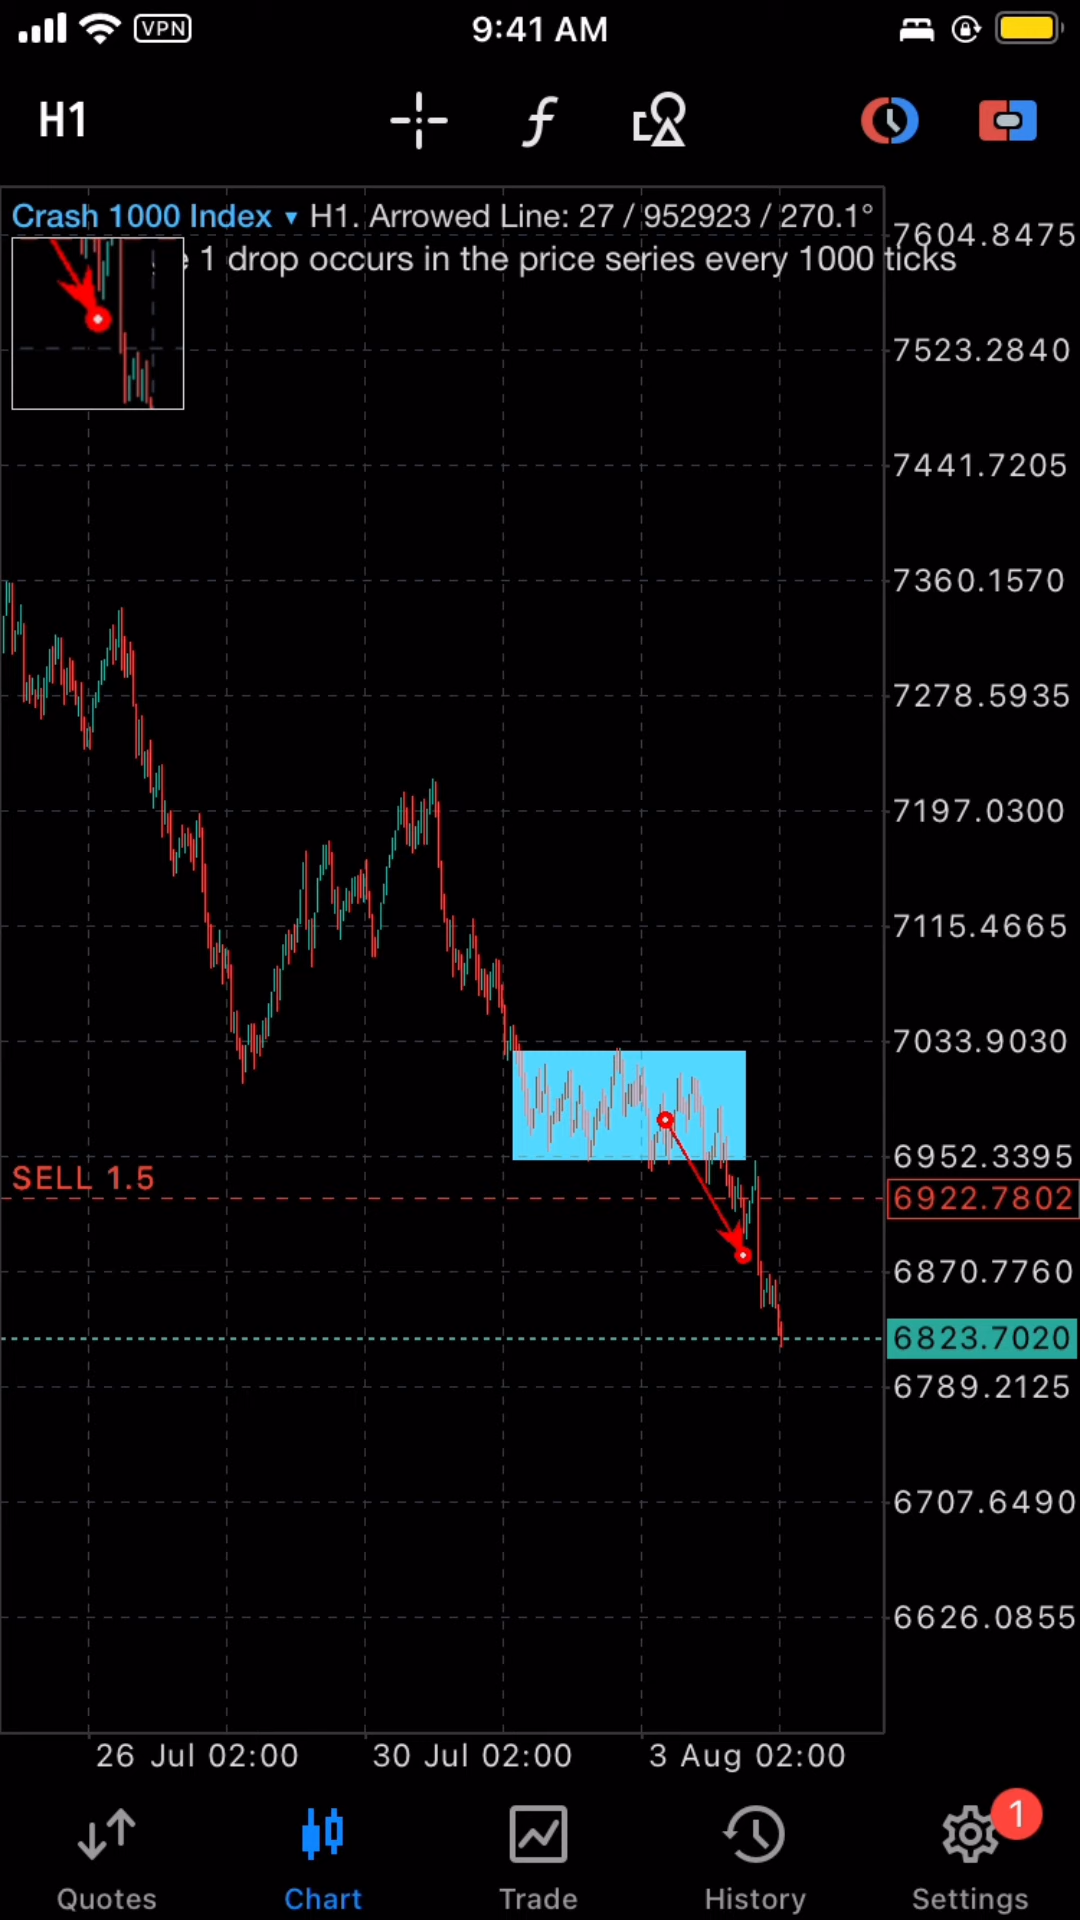 VPN
9:41 AM
H1
Crash 1000 Index ▾ H1. Arrowed Line: 27 / 952923 / 270.1°
1 drop occurs in the price series every 1000 ticks
7604.8475
7523.2840
7441.7205
7360.1570
7278.5935
7197.0300
7115.4665
7033.9030
6952.3395
SELL 1.5
6922.7802
6870.7760
6823.7020
6789.2125
6707.6490
6626.0855
26 Jul 02:00 30 Jul 02:00 3 Aug 02:00
1
Quotes Chart Trade History Settings